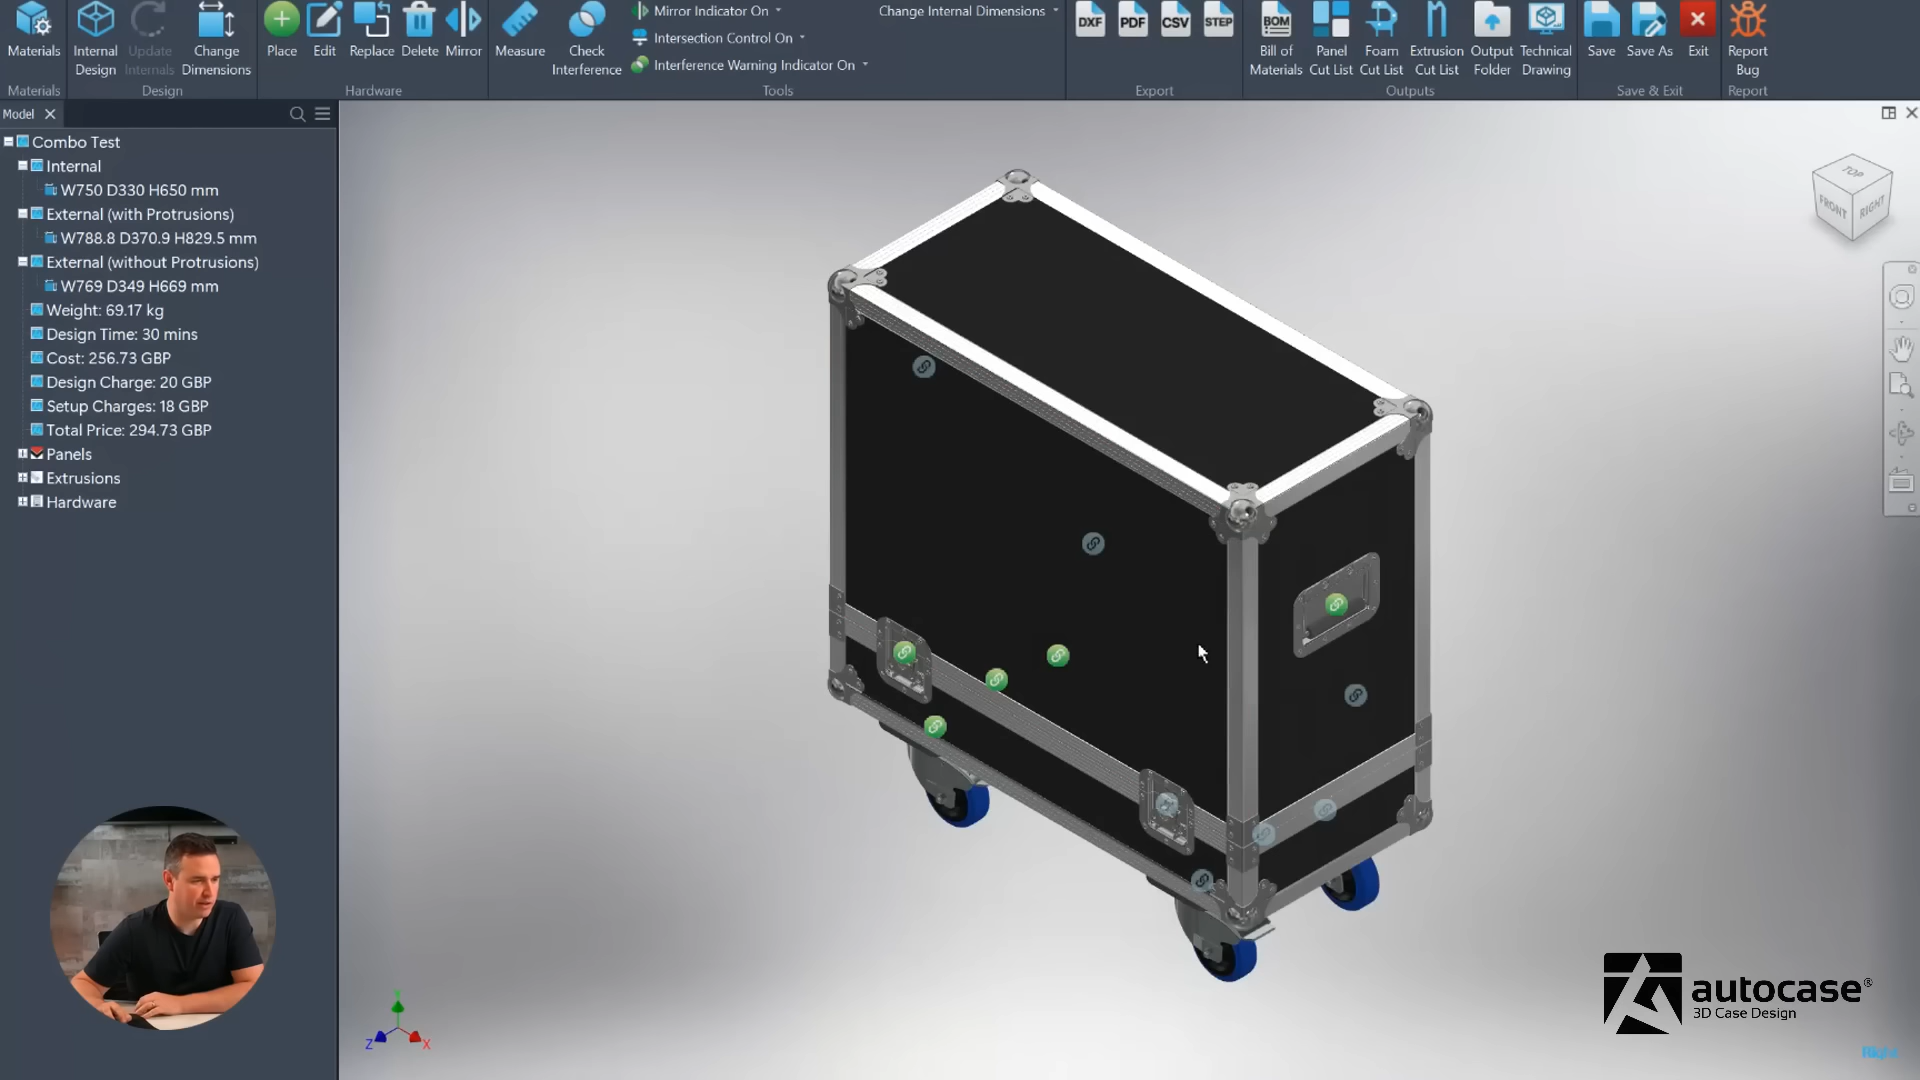 Materials
Internal
Design
Update
Internals
Change
Dimensions
Place
Edit
Replace
Delete
Mirror
Measure
Check
Interference
Mirror Indicator On
Intersection Control On
Interference Warning Indicator On
Change Internal Dimensions
DXF
PDF
CSV
STEP
BOM
Bill of
Materials
Panel
Cut List
Foam
Cut List
Extrusion
Cut List
Output
Folder
Technical
Drawing
Save
Save As
Exit
Report
Bug
Materials
Design
Hardware
Tools
Export
Outputs
Save & Exit
Report
Model
Combo Test
Internal
W750 D330 H650 mm
External (with Protrusions)
W788.8 D370.9 H829.5 mm
External (without Protrusions)
W769 D349 H669 mm
Weight: 69.17 kg
Design Time: 30 mins
Cost: 256.73 GBP
Design Charge: 20 GBP
Setup Charges: 18 GBP
Total Price: 294.73 GBP
Panels
Extrusions
Hardware
TOP
FRONT
RIGHT
Z
X
autocase®
3D Case Design
Right